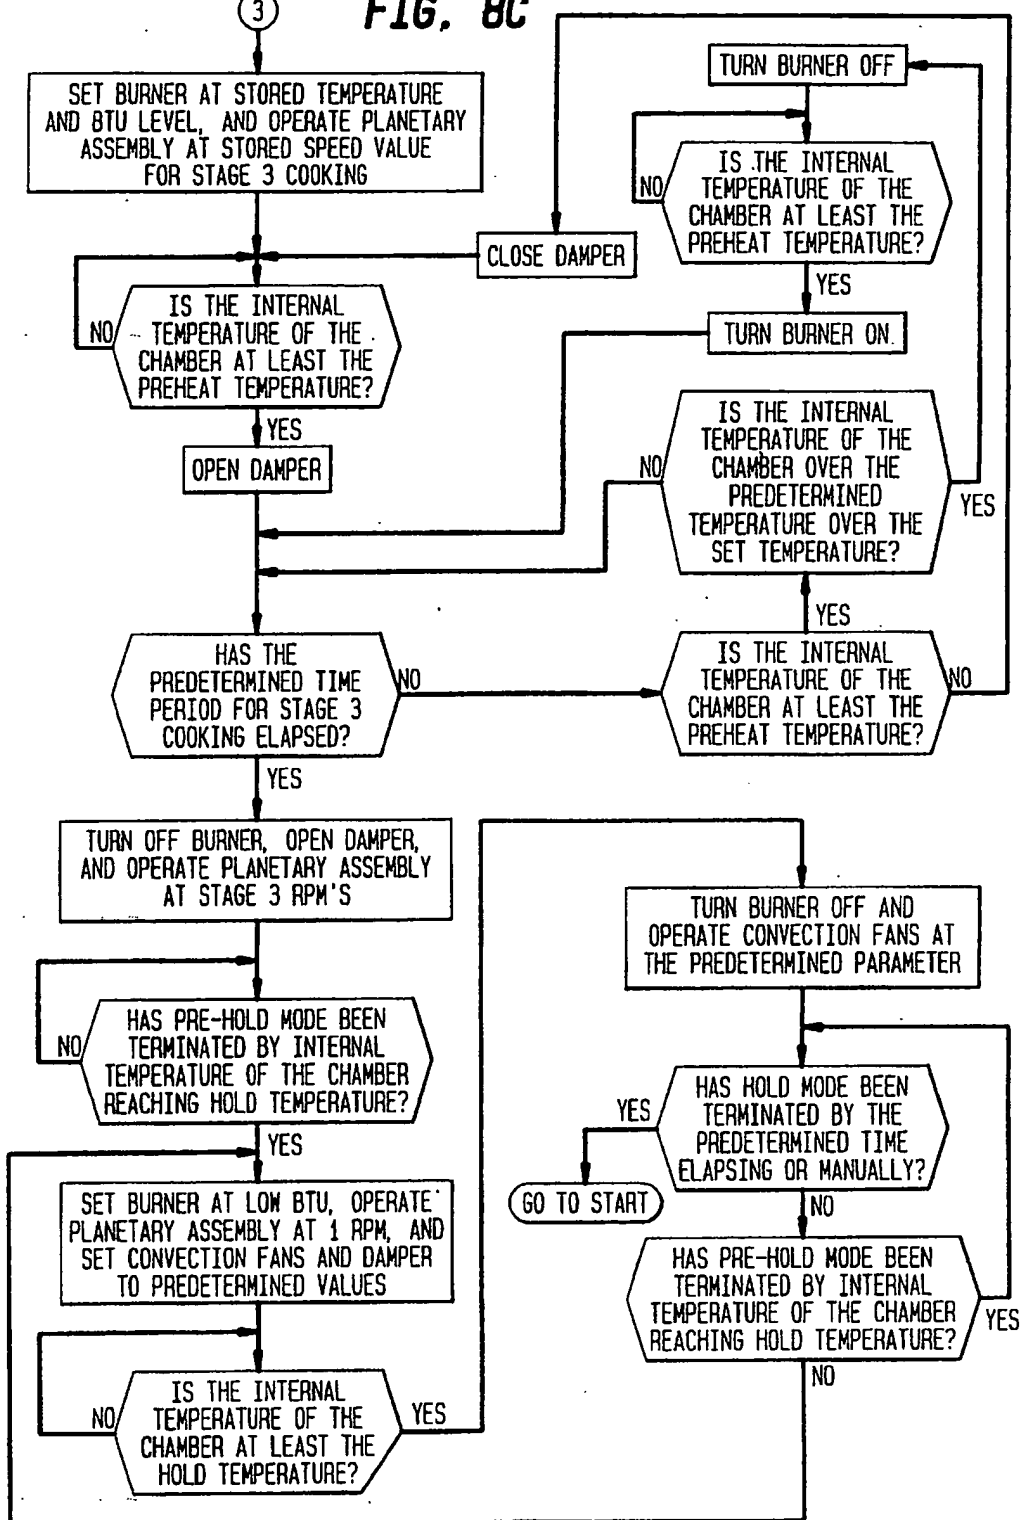 3
FIG. 8C
SET BURNER AT STORED TEMPERATURE
AND BTU LEVEL, AND OPERATE PLANETARY
ASSEMBLY AT STORED SPEED VALUE
FOR STAGE 3 COOKING
CLOSE DAMPER
IS THE INTERNAL
TEMPERATURE OF THE
CHAMBER AT LEAST THE
PREHEAT TEMPERATURE?
NO
YES
OPEN DAMPER
TURN BURNER OFF
IS THE INTERNAL
TEMPERATURE OF THE
CHAMBER AT LEAST THE
PREHEAT TEMPERATURE?
NO
YES
TURN BURNER ON
IS THE INTERNAL
TEMPERATURE OF THE
CHAMBER OVER THE
PREDETERMINED
TEMPERATURE OVER THE
SET TEMPERATURE?
NO
YES
YES
HAS THE
PREDETERMINED TIME
PERIOD FOR STAGE 3
COOKING ELAPSED?
NO
YES
IS THE INTERNAL
TEMPERATURE OF THE
CHAMBER AT LEAST THE
PREHEAT TEMPERATURE?
NO
TURN OFF BURNER, OPEN DAMPER,
AND OPERATE PLANETARY ASSEMBLY
AT STAGE 3 RPM'S
HAS PRE-HOLD MODE BEEN
TERMINATED BY INTERNAL
TEMPERATURE OF THE CHAMBER
REACHING HOLD TEMPERATURE?
NO
YES
SET BURNER AT LOW BTU, OPERATE
PLANETARY ASSEMBLY AT 1 RPM, AND
SET CONVECTION FANS AND DAMPER
TO PREDETERMINED VALUES
IS THE INTERNAL
TEMPERATURE OF THE
CHAMBER AT LEAST THE
HOLD TEMPERATURE?
NO
YES
TURN BURNER OFF AND
OPERATE CONVECTION FANS AT
THE PREDETERMINED PARAMETER
HAS HOLD MODE BEEN
TERMINATED BY THE
PREDETERMINED TIME
ELAPSING OR MANUALLY?
YES
GO TO START
NO
HAS PRE-HOLD MODE BEEN
TERMINATED BY INTERNAL
TEMPERATURE OF THE CHAMBER
REACHING HOLD TEMPERATURE?
YES
NO